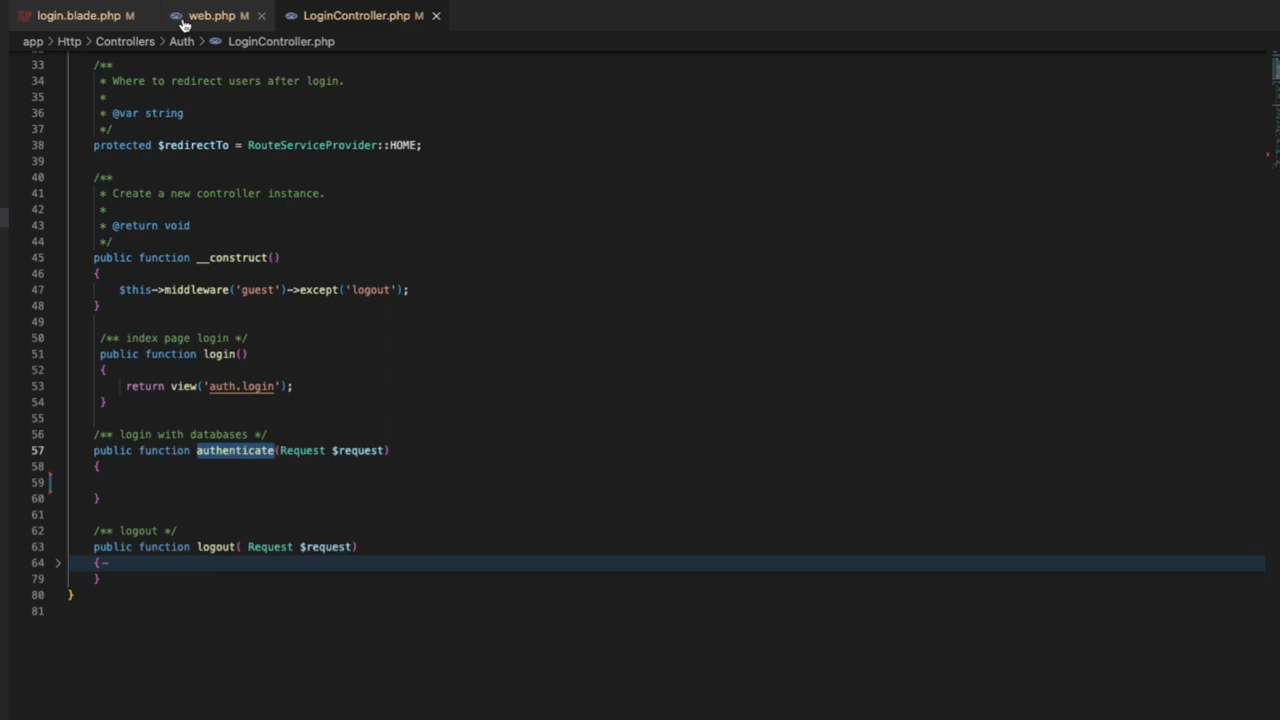 login.blade.php M
web.php M
LoginController.php M
app > Http > Controllers > Auth > LoginController.php
33 /**
34 * Where to redirect users after login.
35 *
36 * @var string
37 */
38 protected $redirectTo = RouteServiceProvider::HOME;
39
40 /**
41 * Create a new controller instance.
42 *
43 * @return void
44 */
45 public function __construct()
46 {
47 $this->middleware('guest')->except('logout');
48 }
49
50 /** index page login */
51 public function login()
52 {
53 return view('auth.login');
54 }
55
56 /** login with databases */
57 public function authenticate(Request $request)
58 {
59
60 }
61
62 /** logout */
63 public function logout( Request $request)
64 {
79 }
80 }
81